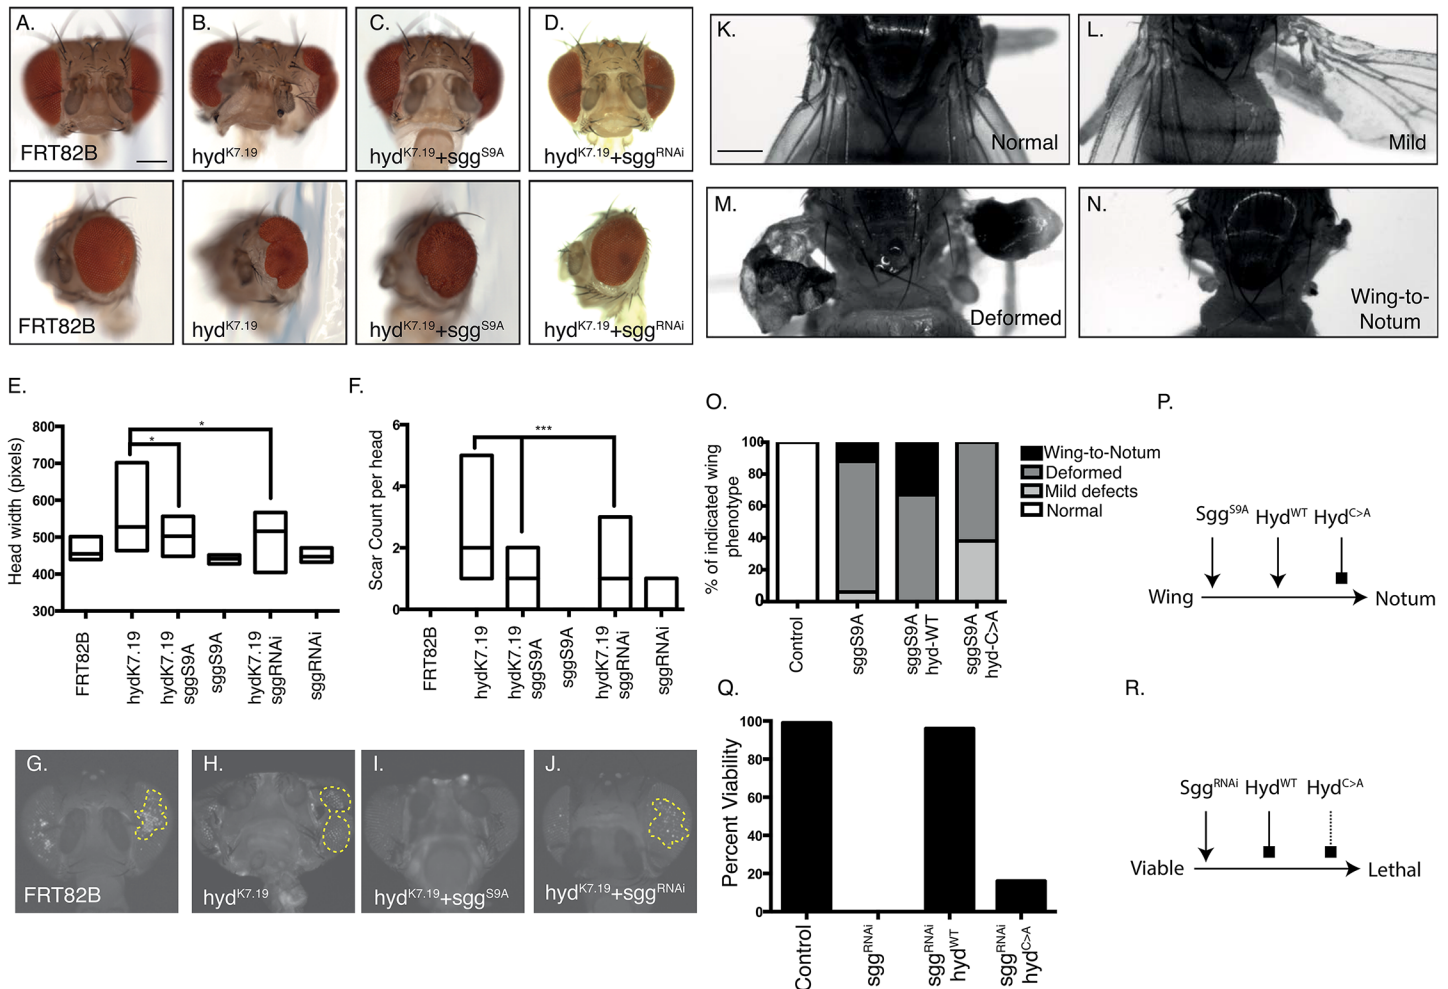 A.
FRT82B
B.
hydK7.19
C.
hydK7.19+sggS9A
D.
hydK7.19+sggRNAi
FRT82B
hydK7.19
hydK7.19+sggS9A
hydK7.19+sggRNAi
K.
Normal
L.
Mild
M.
Deformed
N.
Wing-to-
Notum
E.
Head width (pixels)
800
700
600
500
400
300
*
*
FRT82B
hydK7.19
hydK7.19
sggS9A
sggS9A
hydK7.19
sggRNAi
sggRNAi
F.
Scar Count per head
6
4
2
0
***
FRT82B
hydK7.19
hydK7.19
sggS9A
sggS9A
hydK7.19
sggRNAi
sggRNAi
G.
FRT82B
H.
hydK7.19
I.
hydK7.19+sggS9A
J.
hydK7.19+sggRNAi
O.
% of indicated wing
phenotype
100
80
60
40
20
0
Control
sggS9A
sggS9A
hyd-WT
sggS9A
hyd-C>A
Wing-to-Notum
Deformed
Mild defects
Normal
P.
SggS9A HydWT HydC>A
Wing Notum
Q.
Percent Viability
100
80
60
40
20
0
Control
sggRNAi
sggRNAi
hydWT
sggRNAi
hydC>A
R.
SggRNAi HydWT HydC>A
Viable Lethal